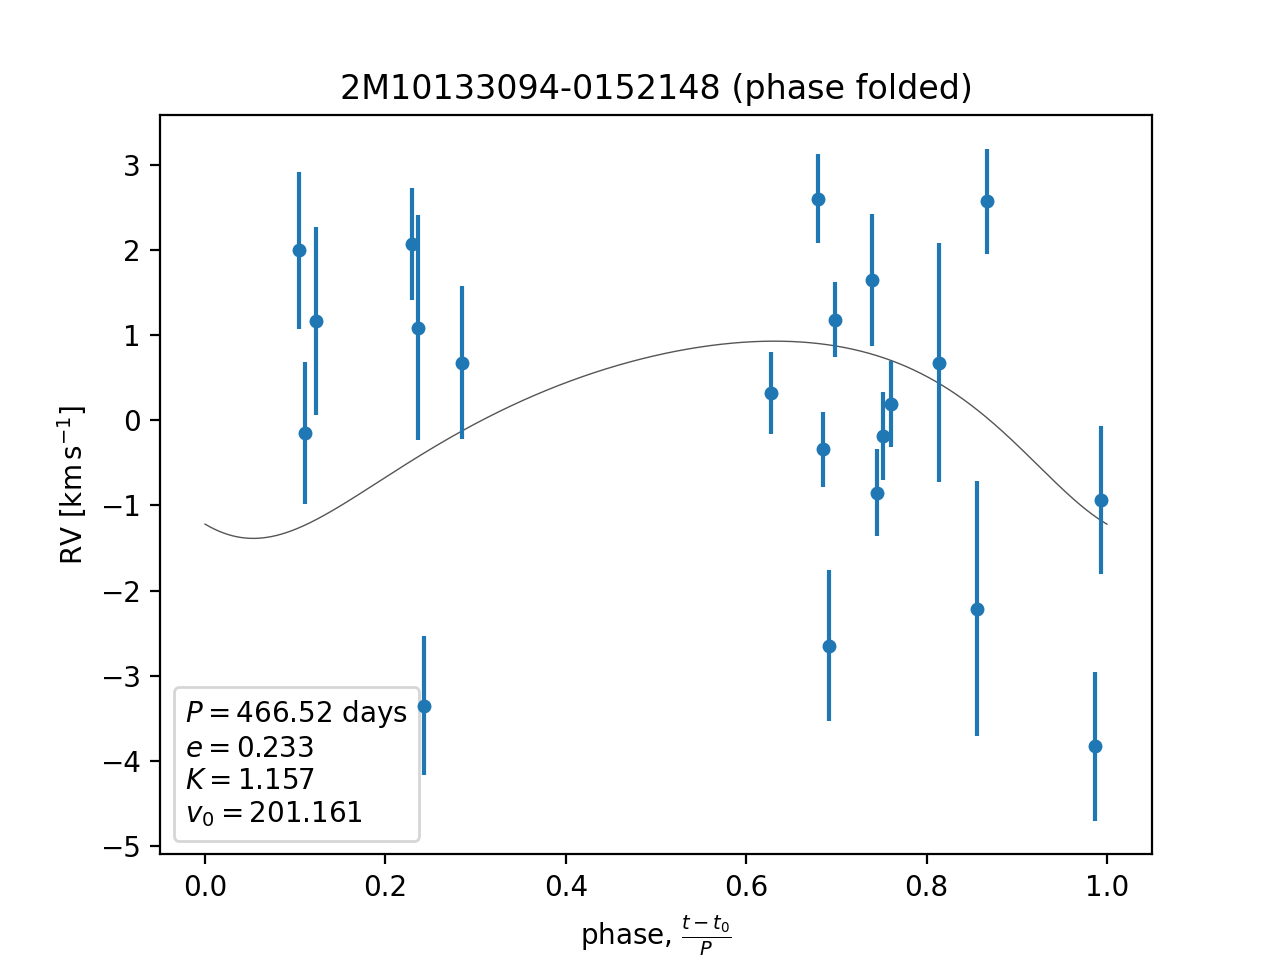 2M10133094-0152148 (phase folded)
RV [km s⁻¹]
3
2
1
0
−1
−2
−3
−4
−5
P = 466.52 days
e = 0.233
K = 1.157
v₀ = 201.161
0.0 0.2 0.4 0.6 0.8 1.0
phase, (t − t₀)/P